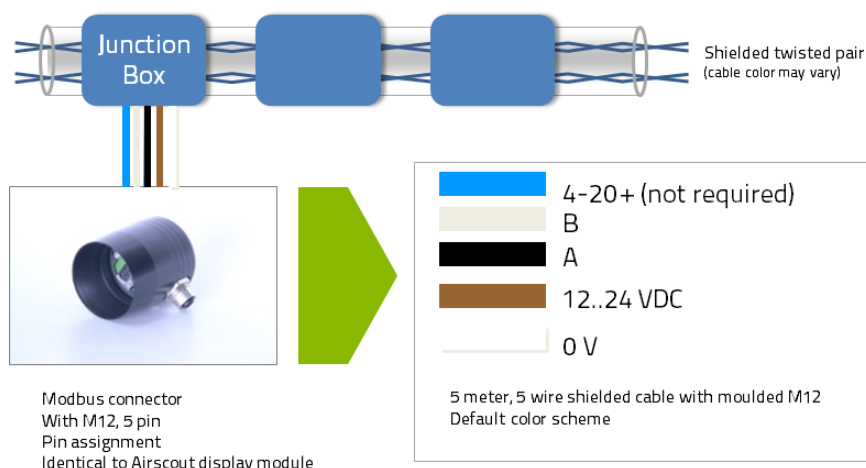 Junction
Box
Shielded twisted pair
(cable color may vary)
4-20+ (not required)
B
A
12..24 VDC
0 V
Modbus connector
With M12, 5 pin
Pin assignment
Identical to Airscout display module
5 meter, 5 wire shielded cable with moulded M12
Default color scheme